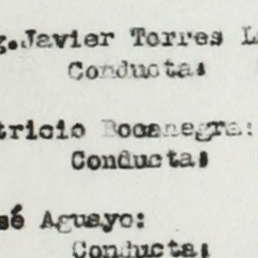 g.Javier Torres L
Conducta:
tricio Bocanegra:
Conducta:
sé Aguayo:
Conducta: